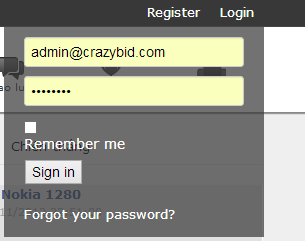 Register Login
admin@crazybid.com
••••••••
Remember me
Sign in
Nokia 1280
Forgot your password?